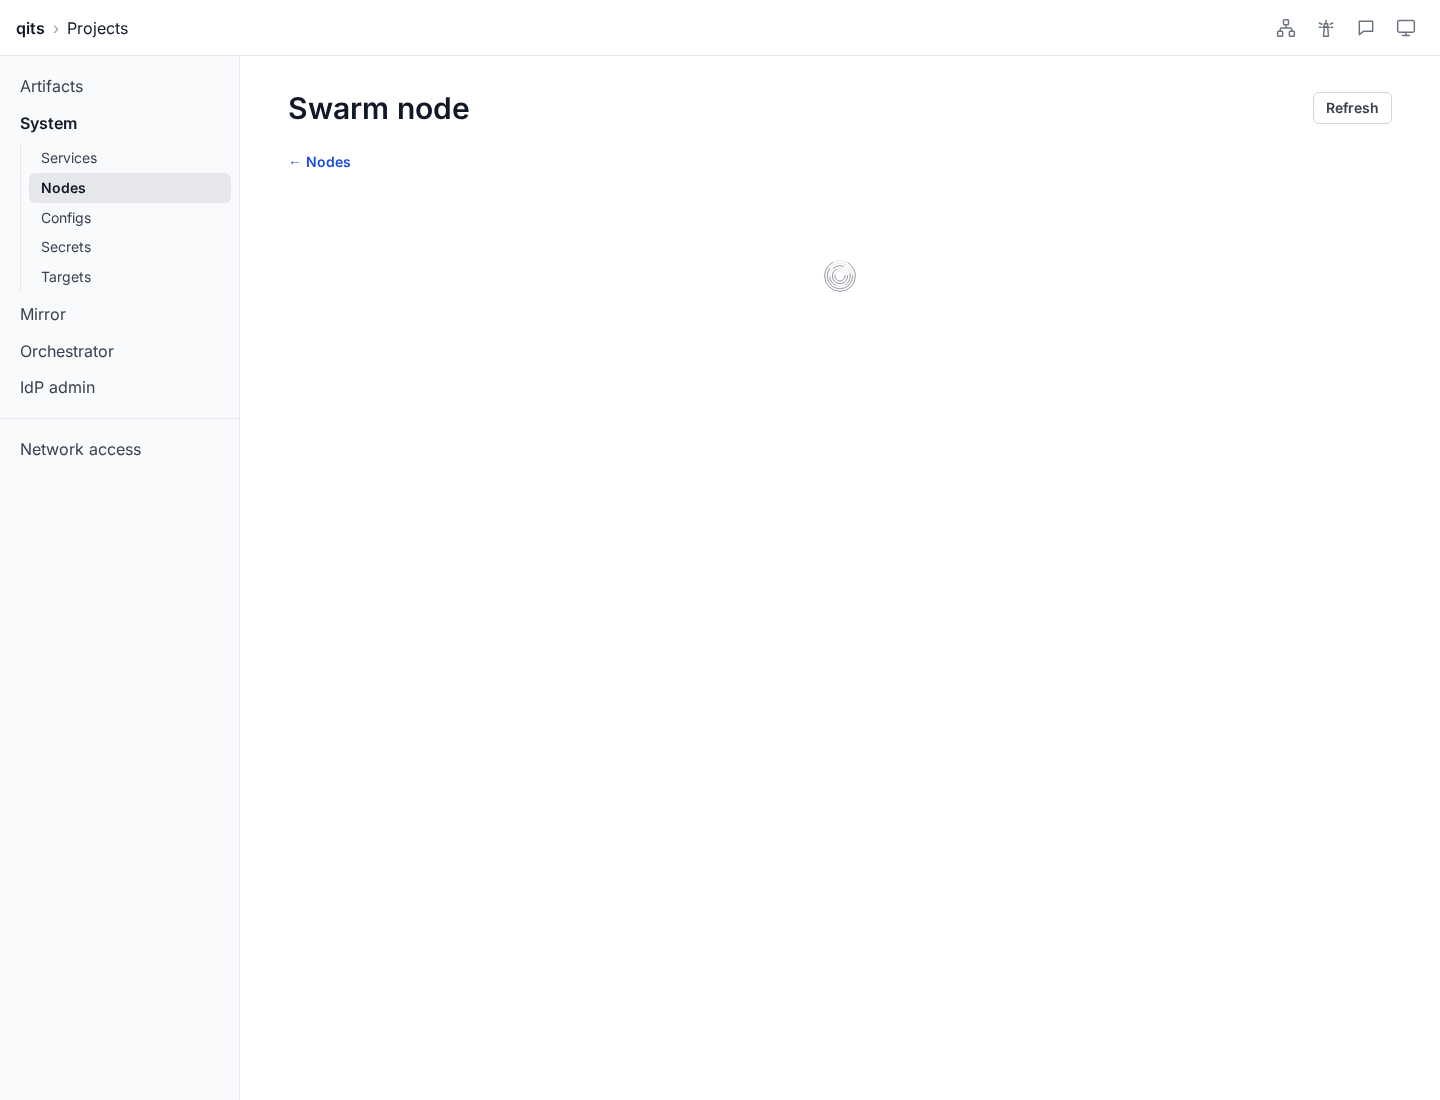 qits › Projects
Artifacts
System
Services
Nodes
Configs
Secrets
Targets
Mirror
Orchestrator
IdP admin
Network access
Swarm node
Refresh
← Nodes